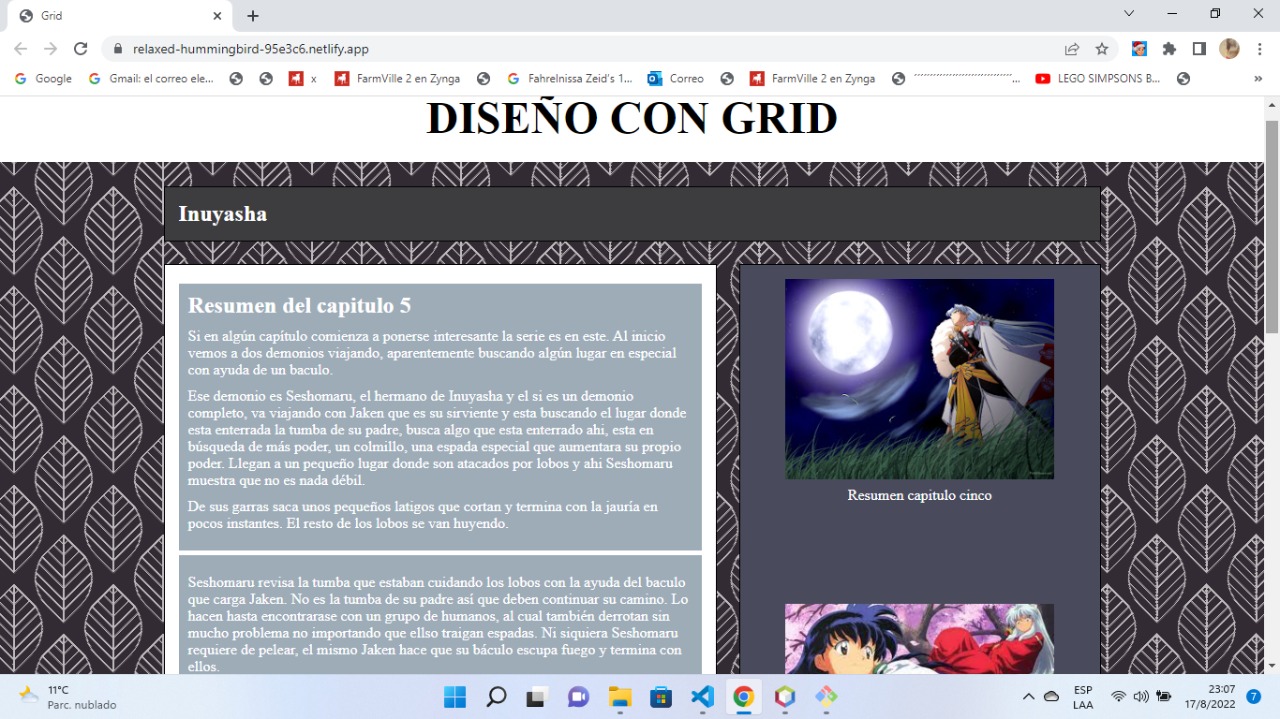 Grid
relaxed-hummingbird-95e3c6.netlify.app
Google
Gmail: el correo ele...
x
FarmVille 2 en Zynga
Fahrelnissa Zeid's 1...
Correo
FarmVille 2 en Zynga
LEGO SIMPSONS B...
»
DISEÑO CON GRID
Inuyasha
Resumen del capitulo 5
Si en algún capítulo comienza a ponerse interesante la serie es en este. Al inicio
vemos a dos demonios viajando, aparentemente buscando algún lugar en especial
con ayuda de un baculo.
Ese demonio es Seshomaru, el hermano de Inuyasha y el si es un demonio
completo, va viajando con Jaken que es su sirviente y esta buscando el lugar donde
esta enterrada la tumba de su padre, busca algo que esta enterrado ahi, esta en
búsqueda de más poder, un colmillo, una espada especial que aumentara su propio
poder. Llegan a un pequeño lugar donde son atacados por lobos y ahi Seshomaru
muestra que no es nada débil.
De sus garras saca unos pequeños latigos que cortan y termina con la jauría en
pocos instantes. El resto de los lobos se van huyendo.
Seshomaru revisa la tumba que estaban cuidando los lobos con la ayuda del baculo
que carga Jaken. No es la tumba de su padre así que deben continuar su camino. Lo
hacen hasta encontrarase con un grupo de humanos, al cual también derrotan sin
mucho problema no importando que ellso traigan espadas. Ni siquiera Seshomaru
requiere de pelear, el mismo Jaken hace que su báculo escupa fuego y termina con
ellos.
Resumen capitulo cinco
11°C
Parc. nublado
ESP
LAA
23:07
17/8/2022
7